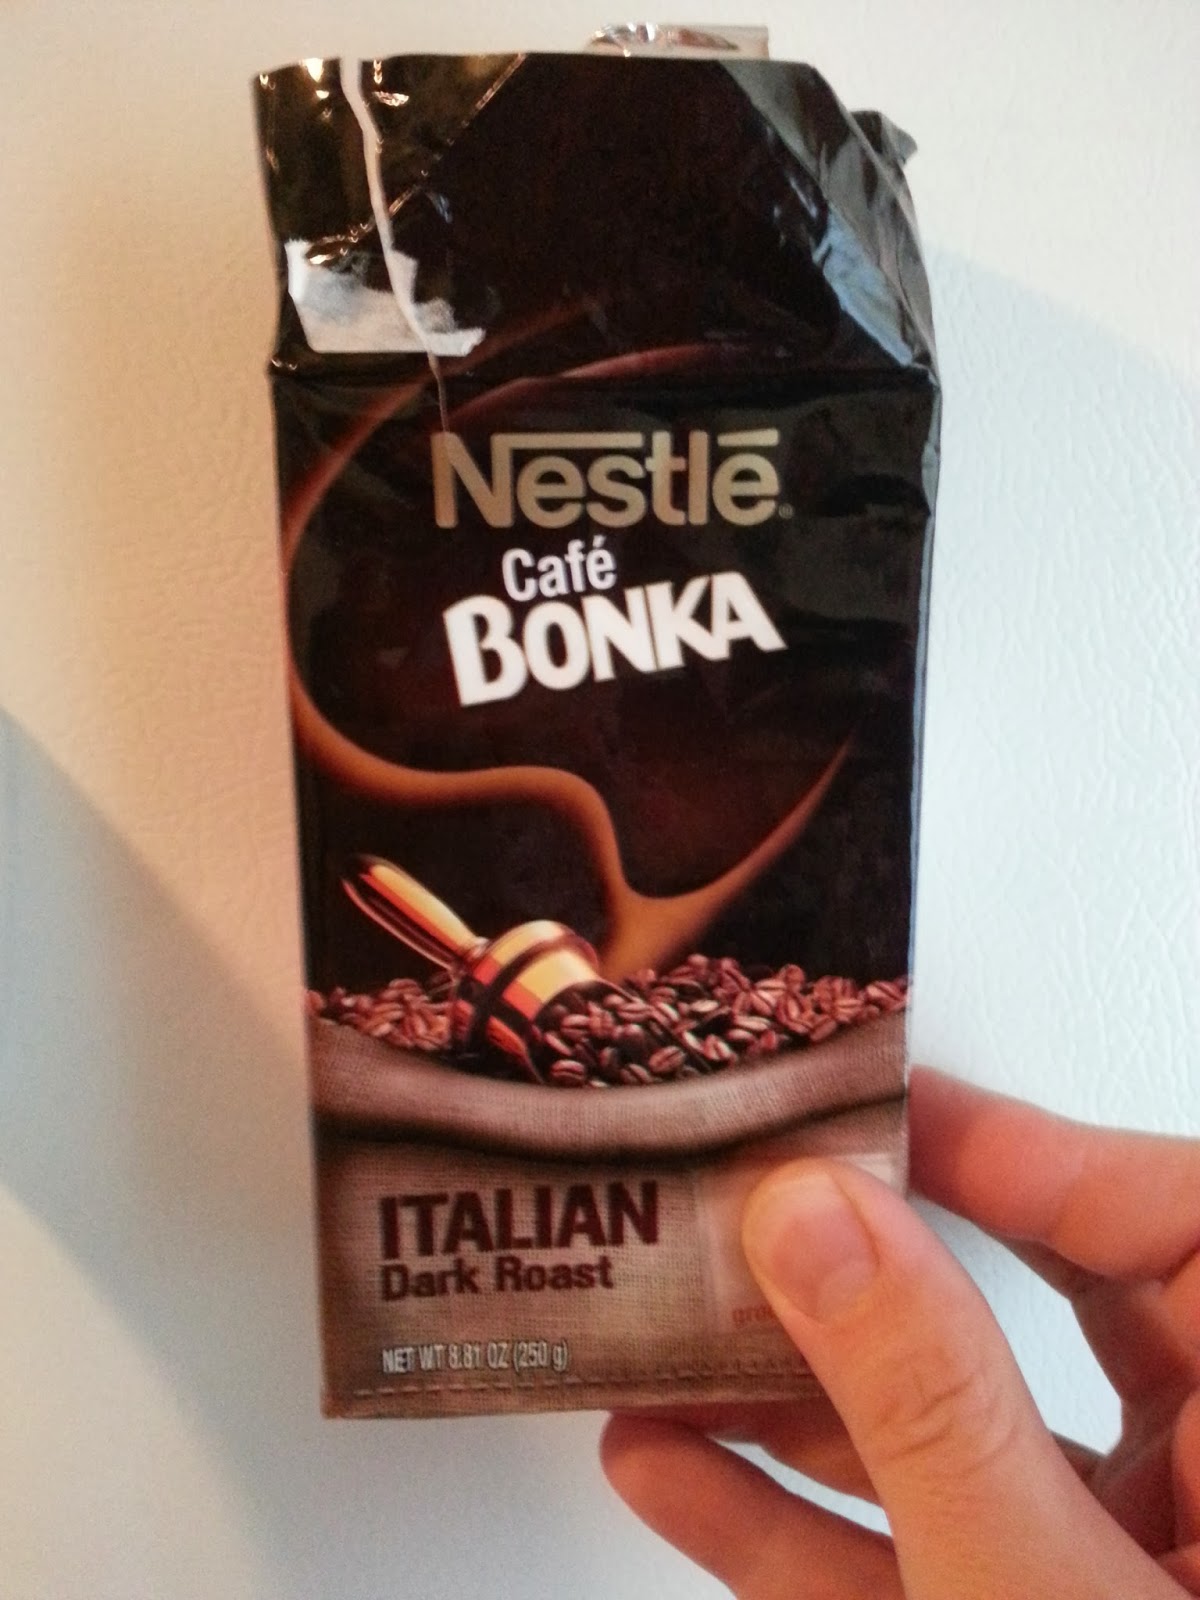 Nestlé
Café
BONKA
ITALIAN
Dark Roast
NET WT 8.81 OZ (250 g)